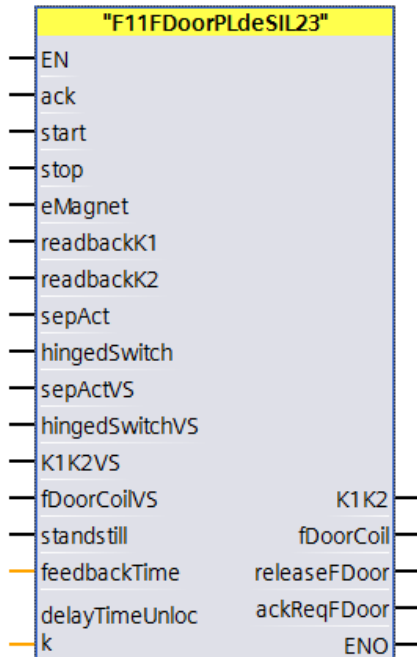 "F11FDoorPLdeSIL23"
EN
ack
start
stop
eMagnet
readbackK1
readbackK2
sepAct
hingedSwitch
sepActVS
hingedSwitchVS
K1K2VS
fDoorCoilVS K1K2
standstill fDoorCoil
feedbackTime releaseFDoor
delayTimeUnloc ackReqFDoor
k ENO